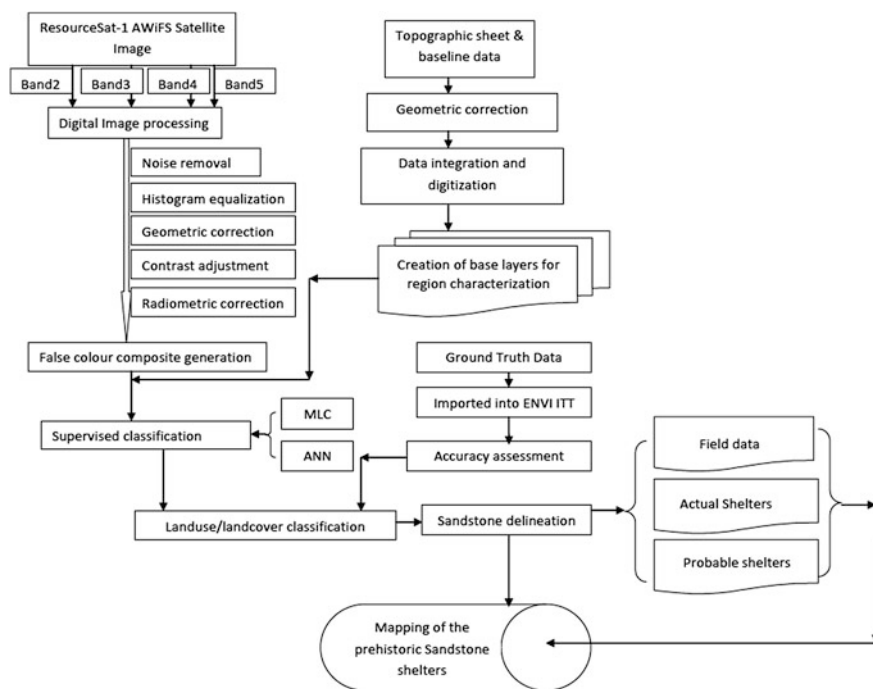 ResourceSat-1 AWiFS Satellite
Image
Band2
Band3
Band4
Band5
Digital Image processing
Noise removal
Histogram equalization
Geometric correction
Contrast adjustment
Radiometric correction
False colour composite generation
Topographic sheet &
baseline data
Geometric correction
Data integration and
digitization
Creation of base layers for
region characterization
Ground Truth Data
Imported into ENVI ITT
Accuracy assessment
MLC
ANN
Supervised classification
Landuse/landcover classification
Sandstone delineation
Field data
Actual Shelters
Probable shelters
Mapping of the
prehistoric Sandstone
shelters